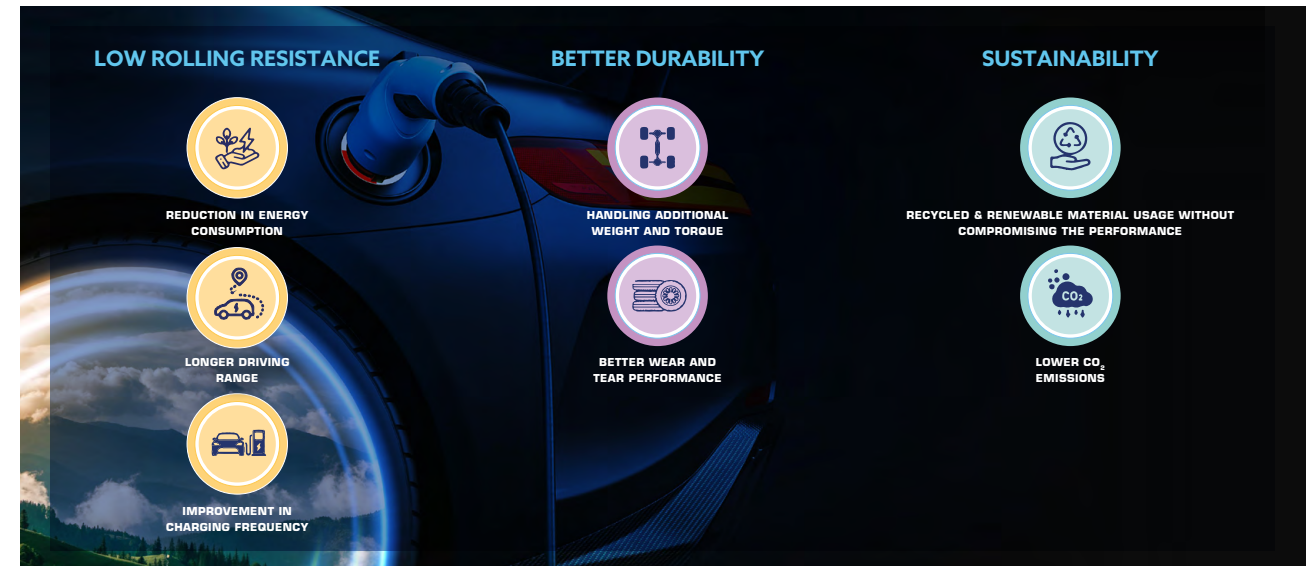 LOW ROLLING RESISTANCE
REDUCTION IN ENERGY
CONSUMPTION
LONGER DRIVING
RANGE
IMPROVEMENT IN
CHARGING FREQUENCY
BETTER DURABILITY
HANDLING ADDITIONAL
WEIGHT AND TORQUE
BETTER WEAR AND
TEAR PERFORMANCE
SUSTAINABILITY
RECYCLED & RENEWABLE MATERIAL USAGE WITHOUT
COMPROMISING THE PERFORMANCE
CO₂
LOWER CO₂
EMISSIONS